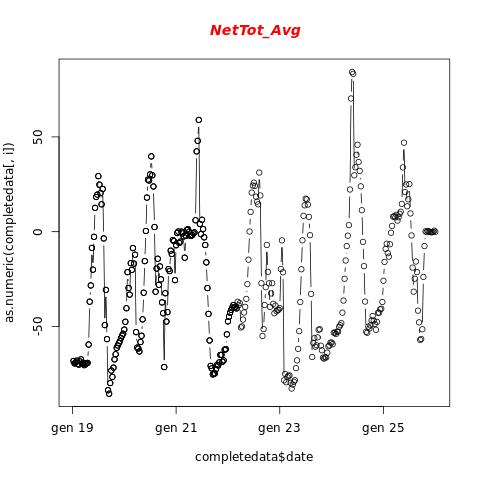 NetTot_Avg
as.numeric(completedata[, i])
50
0
-50
gen 19
gen 21
gen 23
gen 25
completedata$date